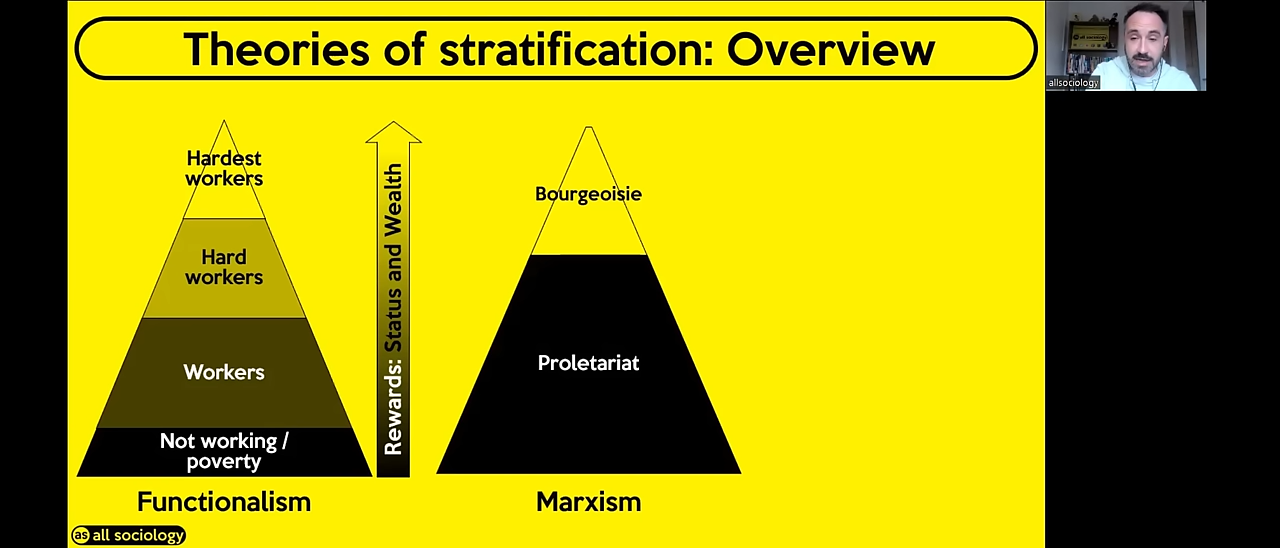 Theories of stratification: Overview
allsociology
Hardest
workers
Hard
workers
Workers
Not working /
poverty
Functionalism
Rewards: Status and Wealth
Bourgeoisie
Proletariat
Marxism
as all sociology